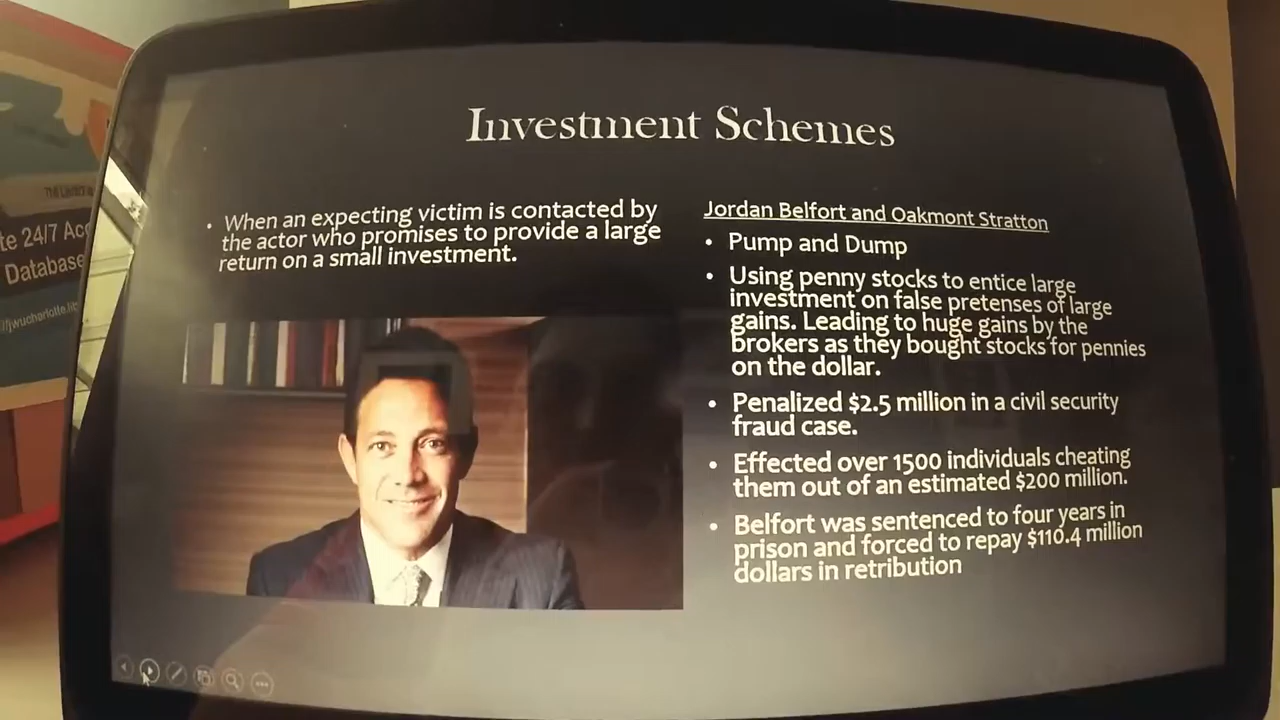 Investment Schemes
• When an expecting victim is contacted by
the actor who promises to provide a large
return on a small investment.
Jordan Belfort and Oakmont Stratton
• Pump and Dump
• Using penny stocks to entice large
investment on false pretenses of large
gains. Leading to huge gains by the
brokers as they bought stocks for pennies
on the dollar.
• Penalized $2.5 million in a civil security
fraud case.
• Effected over 1500 individuals cheating
them out of an estimated $200 million.
• Belfort was sentenced to four years in
prison and forced to repay $110.4 million
dollars in retribution
24/7
Database